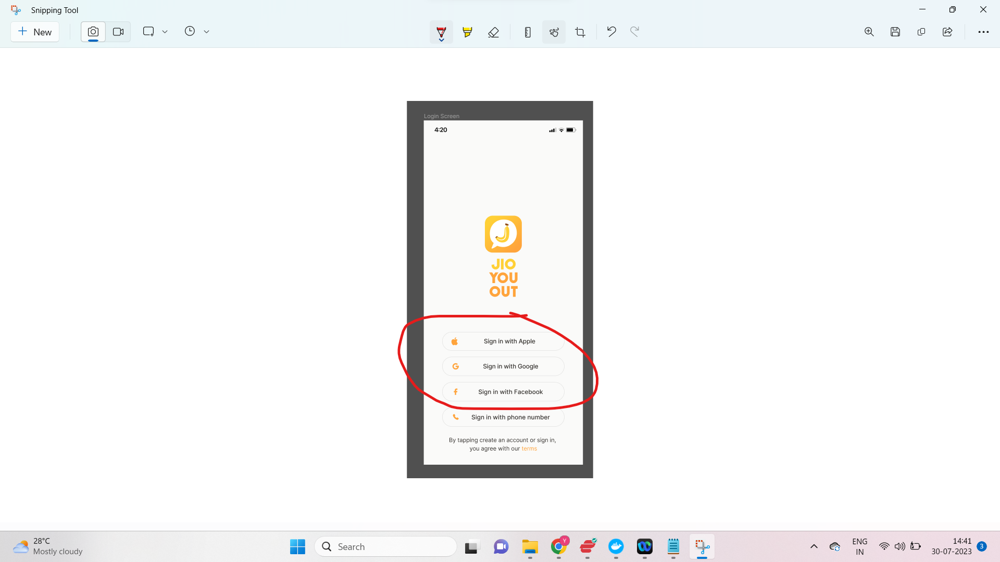 Snipping Tool
New
Login Screen
4:20
JIO
YOU
OUT
Sign in with Apple
Sign in with Google
Sign in with Facebook
Sign in with phone number
By tapping create an account or sign in,
you agree with our terms
28°C
Mostly cloudy
Search
Y
ENG
IN
14:41
30-07-2023
3